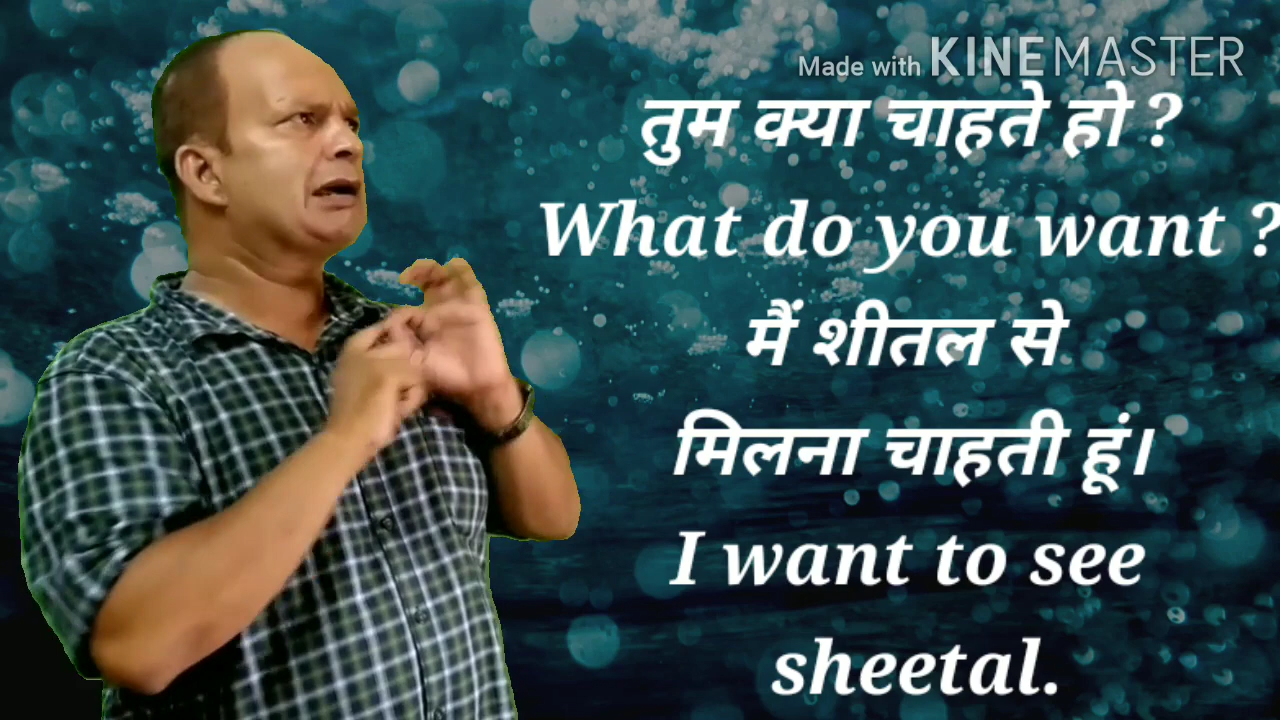 Made with KINEMASTER
तुम क्या चाहते हो ?
What do you want ?
मैं शीतल से
मिलना चाहती हूं।
I want to see
sheetal.